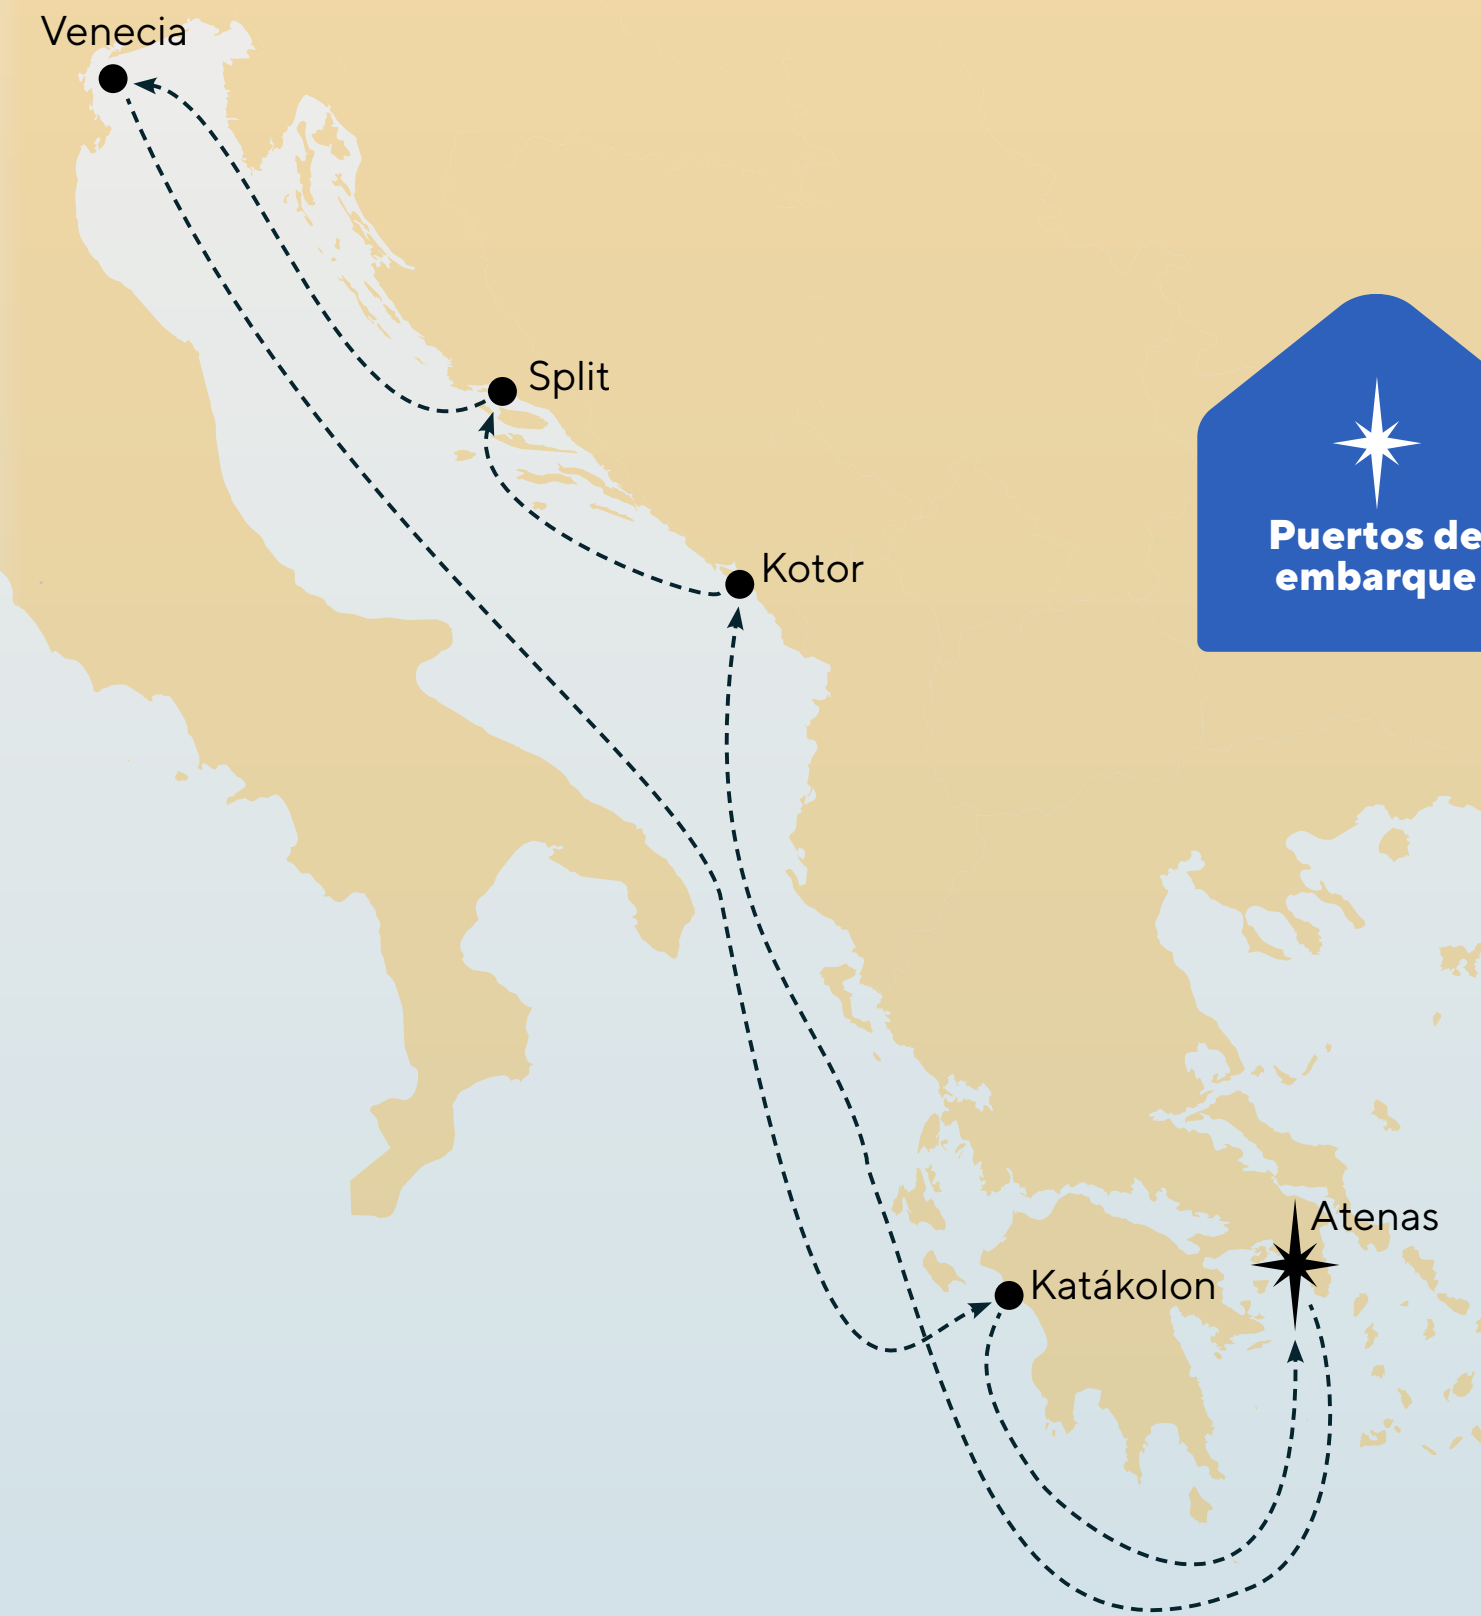 Venecia
Split
Kotor
Puertos de
embarque
Atenas
Katákolon